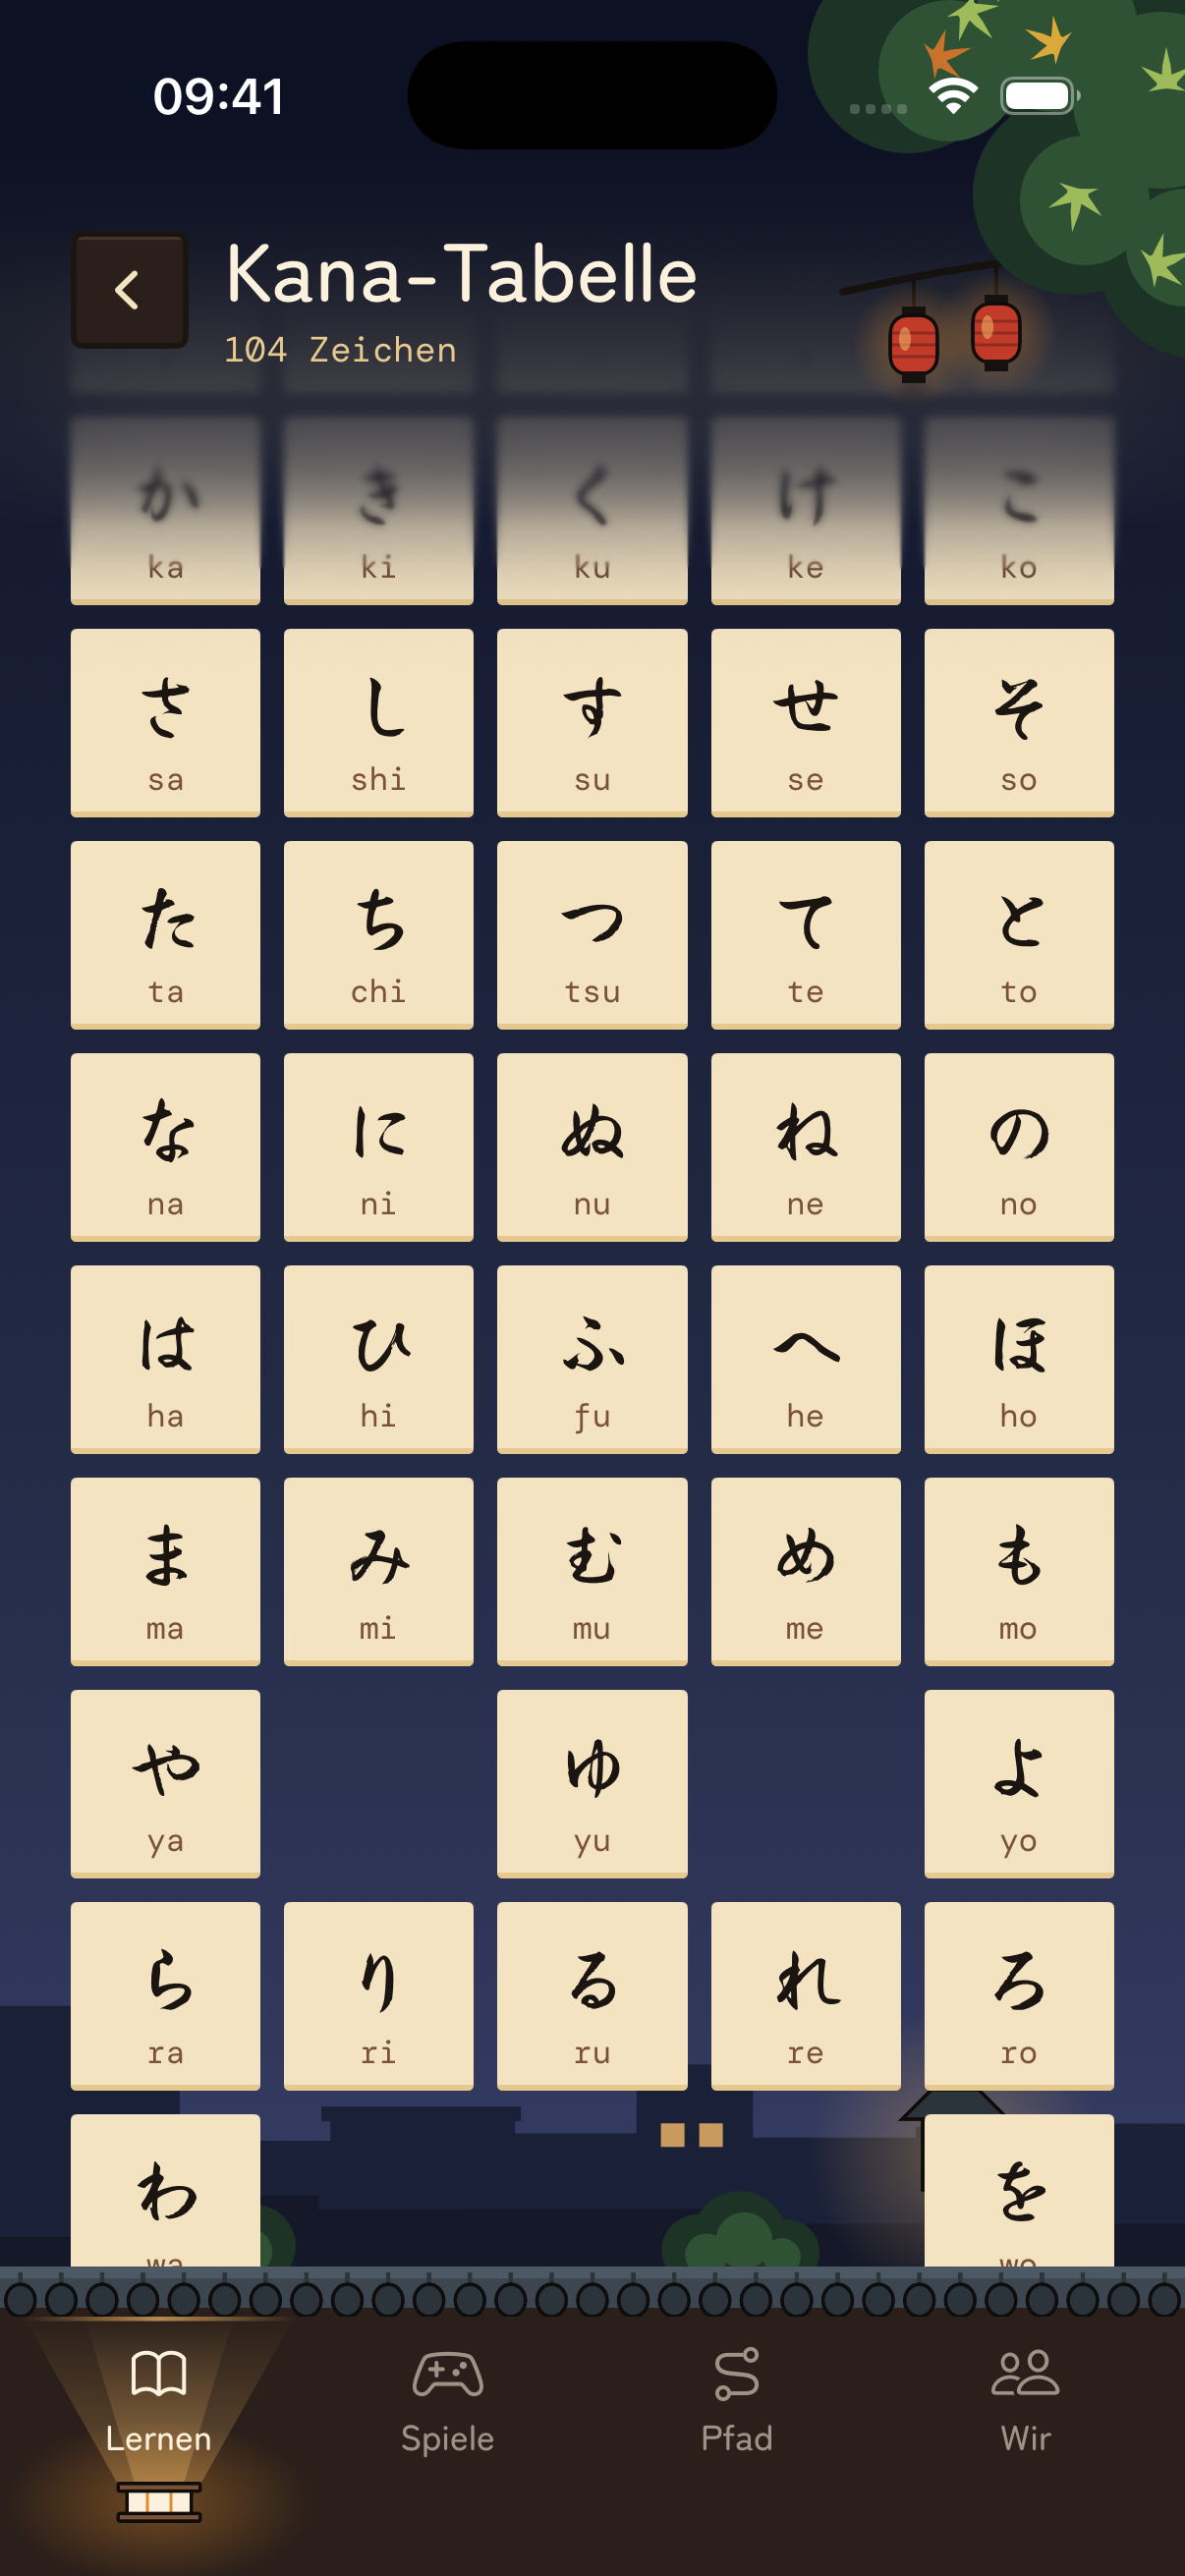 09:41
Kana-Tabelle
104 Zeichen
か き く け こ
ka ki ku ke ko
さ し す せ そ
sa shi su se so
た ち つ て と
ta chi tsu te to
な に ぬ ね の
na ni nu ne no
は ひ ふ へ ほ
ha hi fu he ho
ま み む め も
ma mi mu me mo
や ゆ よ
ya yu yo
ら り る れ ろ
ra ri ru re ro
わ を
wa wo
Lernen Spiele Pfad Wir